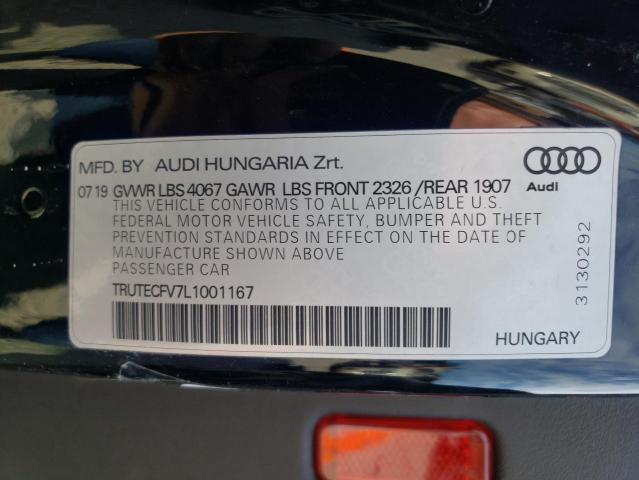 MFD. BY AUDI HUNGARIA Zrt.
07 19 GVWR LBS 4067 GAWR LBS FRONT 2326 /REAR 1907
THIS VEHICLE CONFORMS TO ALL APPLICABLE U.S.
FEDERAL MOTOR VEHICLE SAFETY, BUMPER AND THEFT
PREVENTION STANDARDS IN EFFECT ON THE DATE OF
MANUFACTURE SHOWN ABOVE
PASSENGER CAR
TRUTECFV7L1001167
Audi
3130292
HUNGARY